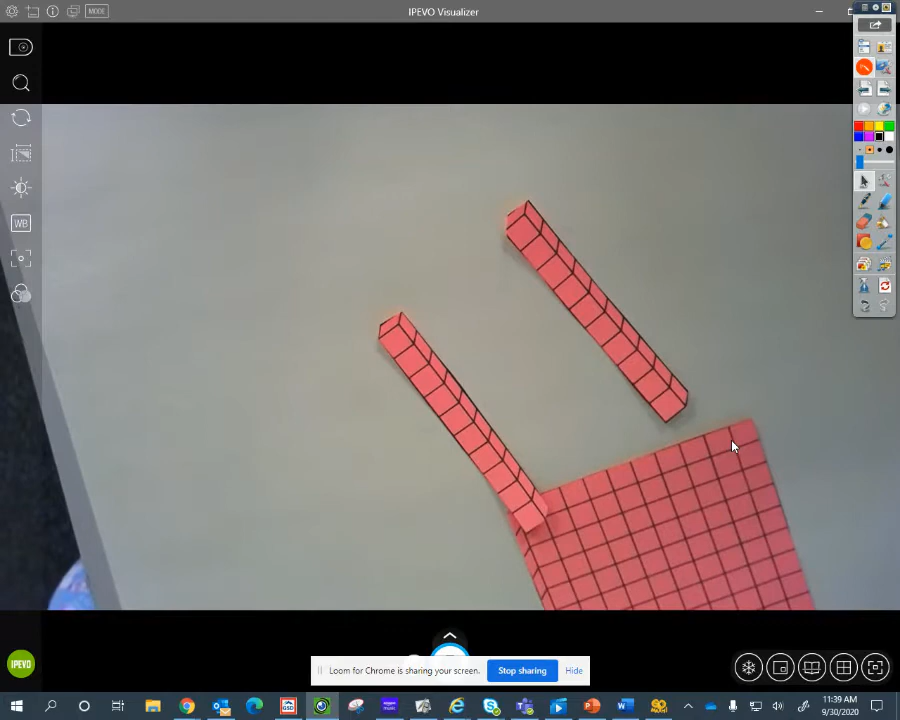 IPEVO Visualizer
MODE
WB
IPEVO
Loom for Chrome is sharing your screen.
Stop sharing
Hide
GSD
11:39 AM
9/30/2020